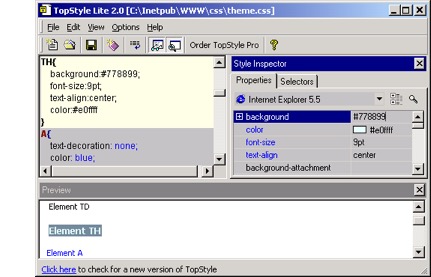 TopStyle Lite 2.0 [C:\Inetpub\WWW\css\theme.css]
File Edit View Options Help
Order TopStyle Pro
TH{
background:#778899;
font-size:9pt;
text-align:center;
color:#e0ffff
}
A{
text-decoration: none;
color: blue;
Style Inspector
Properties Selectors
Internet Explorer 5.5
background #778899
color #e0ffff
font-size 9pt
text-align center
background-attachment
Preview
Element TD
Element TH
Element A
Click here to check for a new version of TopStyle